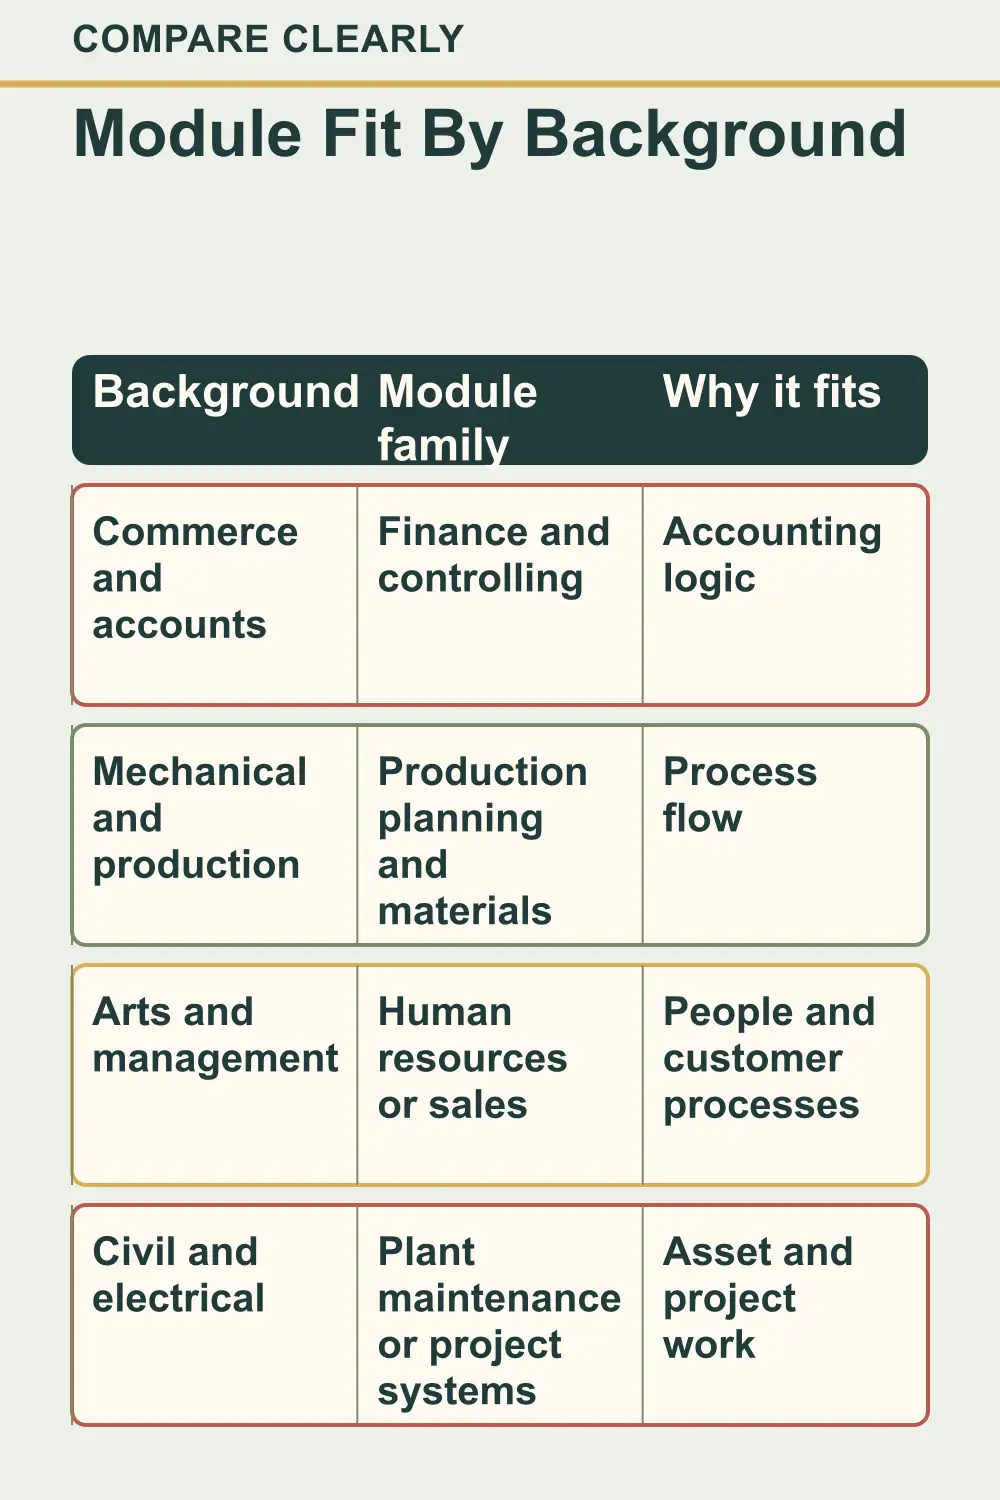 COMPARE CLEARLY
Module Fit By Background
Background
Module
family
Why it fits
Commerce
and
accounts
Finance and
controlling
Accounting
logic
Mechanical
and
production
Production
planning
and
materials
Process
flow
Arts and
management
Human
resources
or sales
People and
customer
processes
Civil and
electrical
Plant
maintenance
or project
systems
Asset and
project
work